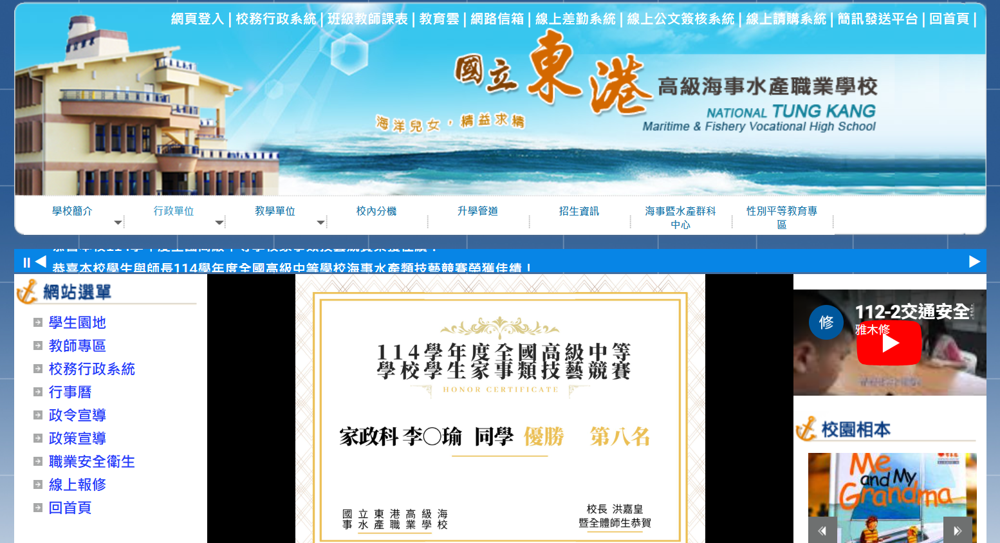 網頁登入 | 校務行政系統 | 班級教師課表 | 教育雲 | 網路信箱 | 線上差勤系統 | 線上公文簽核系統 | 線上請購系統 | 簡訊發送平台 | 回首頁 |
國立東港高級海事水產職業學校
NATIONAL TUNG KANG
Maritime & Fishery Vocational High School
海洋兒女，精益求精
學校簡介
行政單位
教學單位
校內分機
升學管道
招生資訊
海事暨水產群科
中心
性別平等教育專
區
恭喜本校學生與師長114學年度全國高級中等學校海事水產類技藝競賽榮獲佳績！
網站選單
學生園地
教師專區
校務行政系統
行事曆
政令宣導
政策宣導
職業安全衛生
線上報修
回首頁
114學年度全國高級中等
學校學生家事類技藝競賽
HONOR CERTIFICATE
家政科 李〇瑜 同學 優勝 第八名
國立東港高級海
事水產職業學校
校長 洪嘉皇
暨全體師生恭賀
修
112-2交通安全
雅木修
校園相本
Me
and My
Grandma